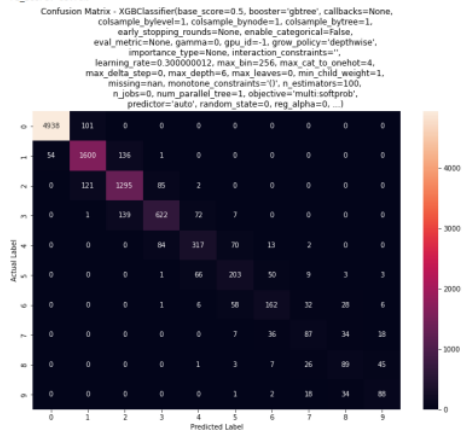 Confusion Matrix - XGBClassifier(base_score=0.5, booster='gbtree', callbacks=None,
colsample_bylevel=1, colsample_bynode=1, colsample_bytree=1,
early_stopping_rounds=None, enable_categorical=False,
eval_metric=None, gamma=0, gpu_id=-1, grow_policy='depthwise',
importance_type=None, interaction_constraints='',
learning_rate=0.300000012, max_bin=256, max_cat_to_onehot=4,
max_delta_step=0, max_depth=6, max_leaves=0, min_child_weight=1,
missing=nan, monotone_constraints='()', n_estimators=100,
n_jobs=0, num_parallel_tree=1, objective='multi:softprob',
predictor='auto', random_state=0, reg_alpha=0, ...)
0 4938 101 0 0 0 0 0 0 0 0
1 54 1600 136 1 0 0 0 0 0 0
2 0 121 1295 85 2 0 0 0 0 0
3 0 1 139 622 72 7 0 0 0 0
4 0 0 0 84 317 70 13 2 0 0
5 0 0 0 1 66 203 50 9 3 3
6 0 0 0 1 6 58 162 32 28 6
7 0 0 0 0 0 7 36 87 34 18
8 0 0 0 0 1 3 7 26 89 45
9 0 0 0 0 0 1 2 18 34 88
0 1 2 3 4 5 6 7 8 9
Actual Label
Predicted Label
4000
3000
2000
1000
0